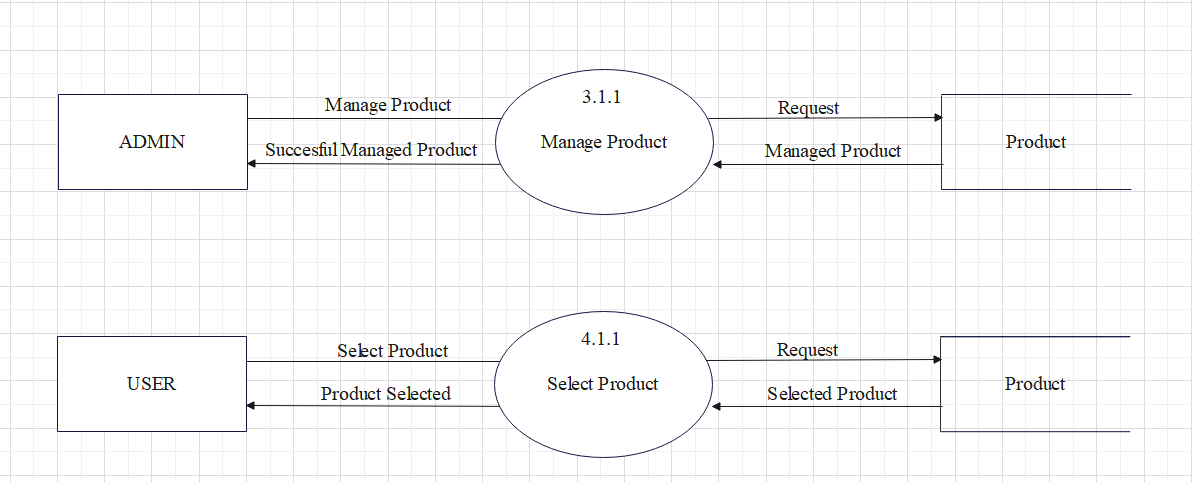 3.1.1
Manage Product
Request
ADMIN
Manage Product
Product
Succesful Managed Product
Managed Product
4.1.1
Select Product
Request
USER
Select Product
Product
Product Selected
Selected Product